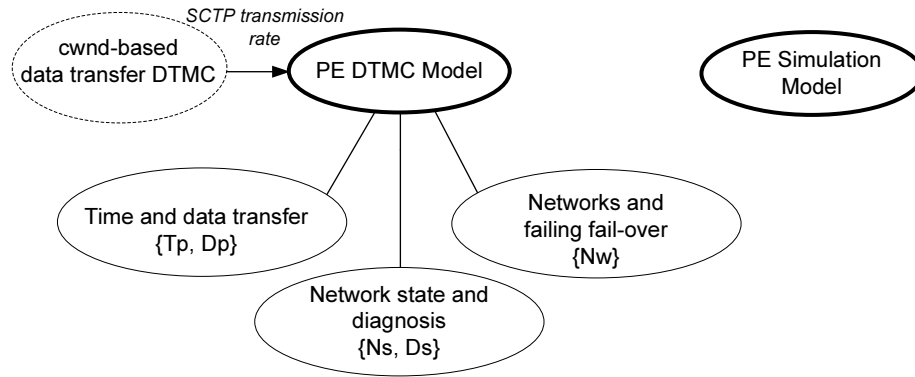 SCTP transmission
rate
cwnd-based
data transfer DTMC
PE DTMC Model
PE Simulation
Model
Time and data transfer
{Tp, Dp}
Networks and
failing fail-over
{Nw}
Network state and
diagnosis
{Ns, Ds}